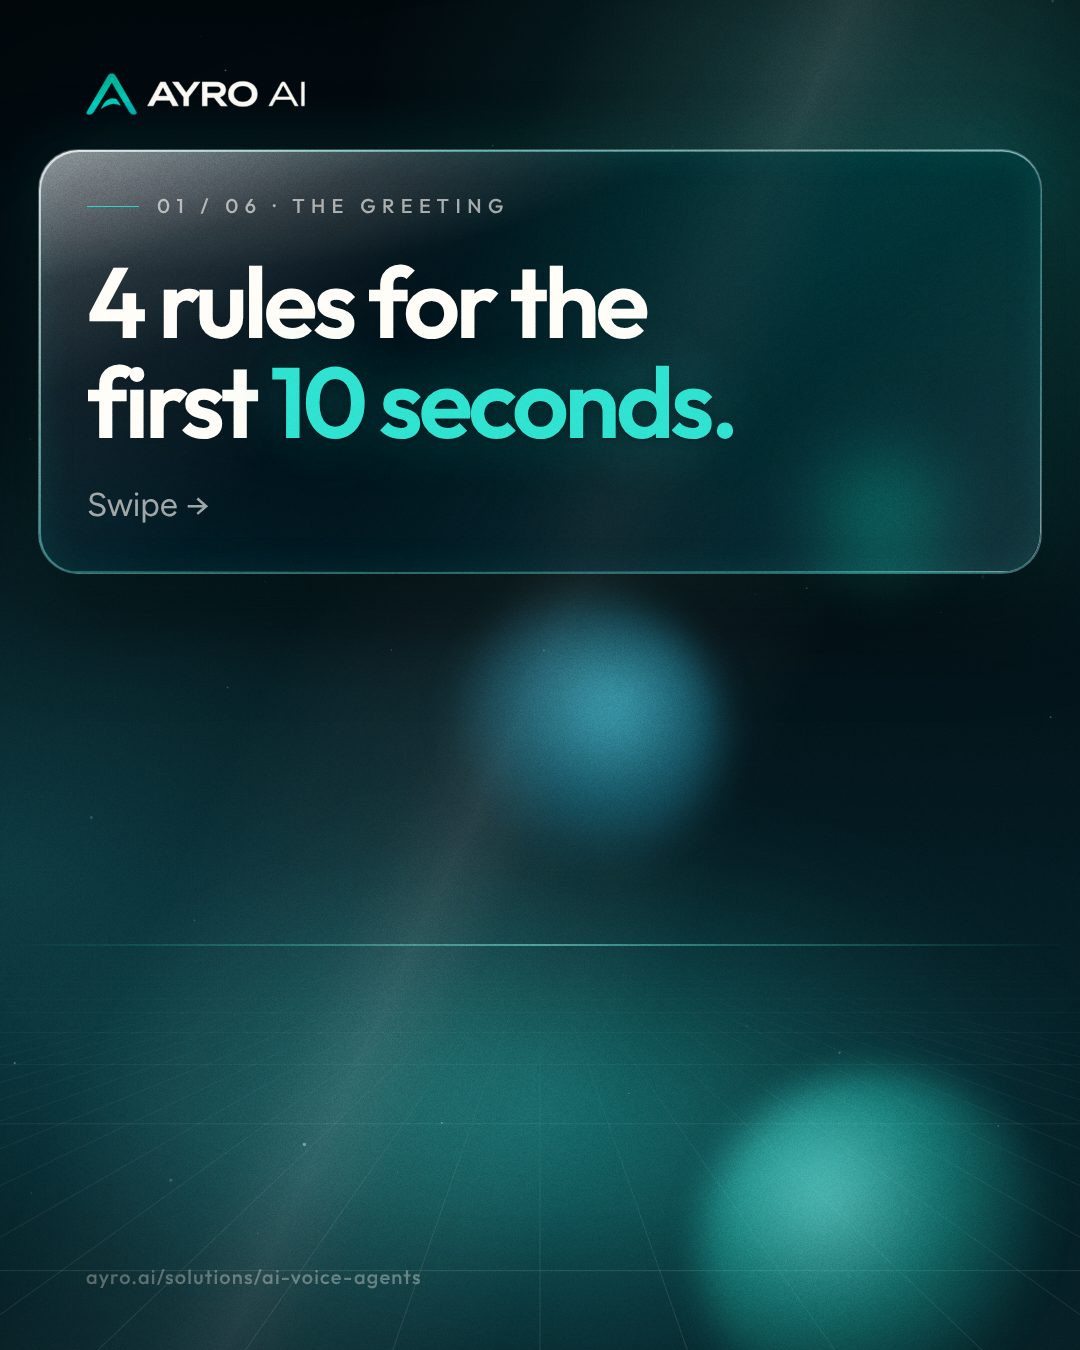 AYRO AI
01 / 06 · THE GREETING
4 rules for the
first 10 seconds.
Swipe →
ayro.ai/solutions/ai-voice-agents